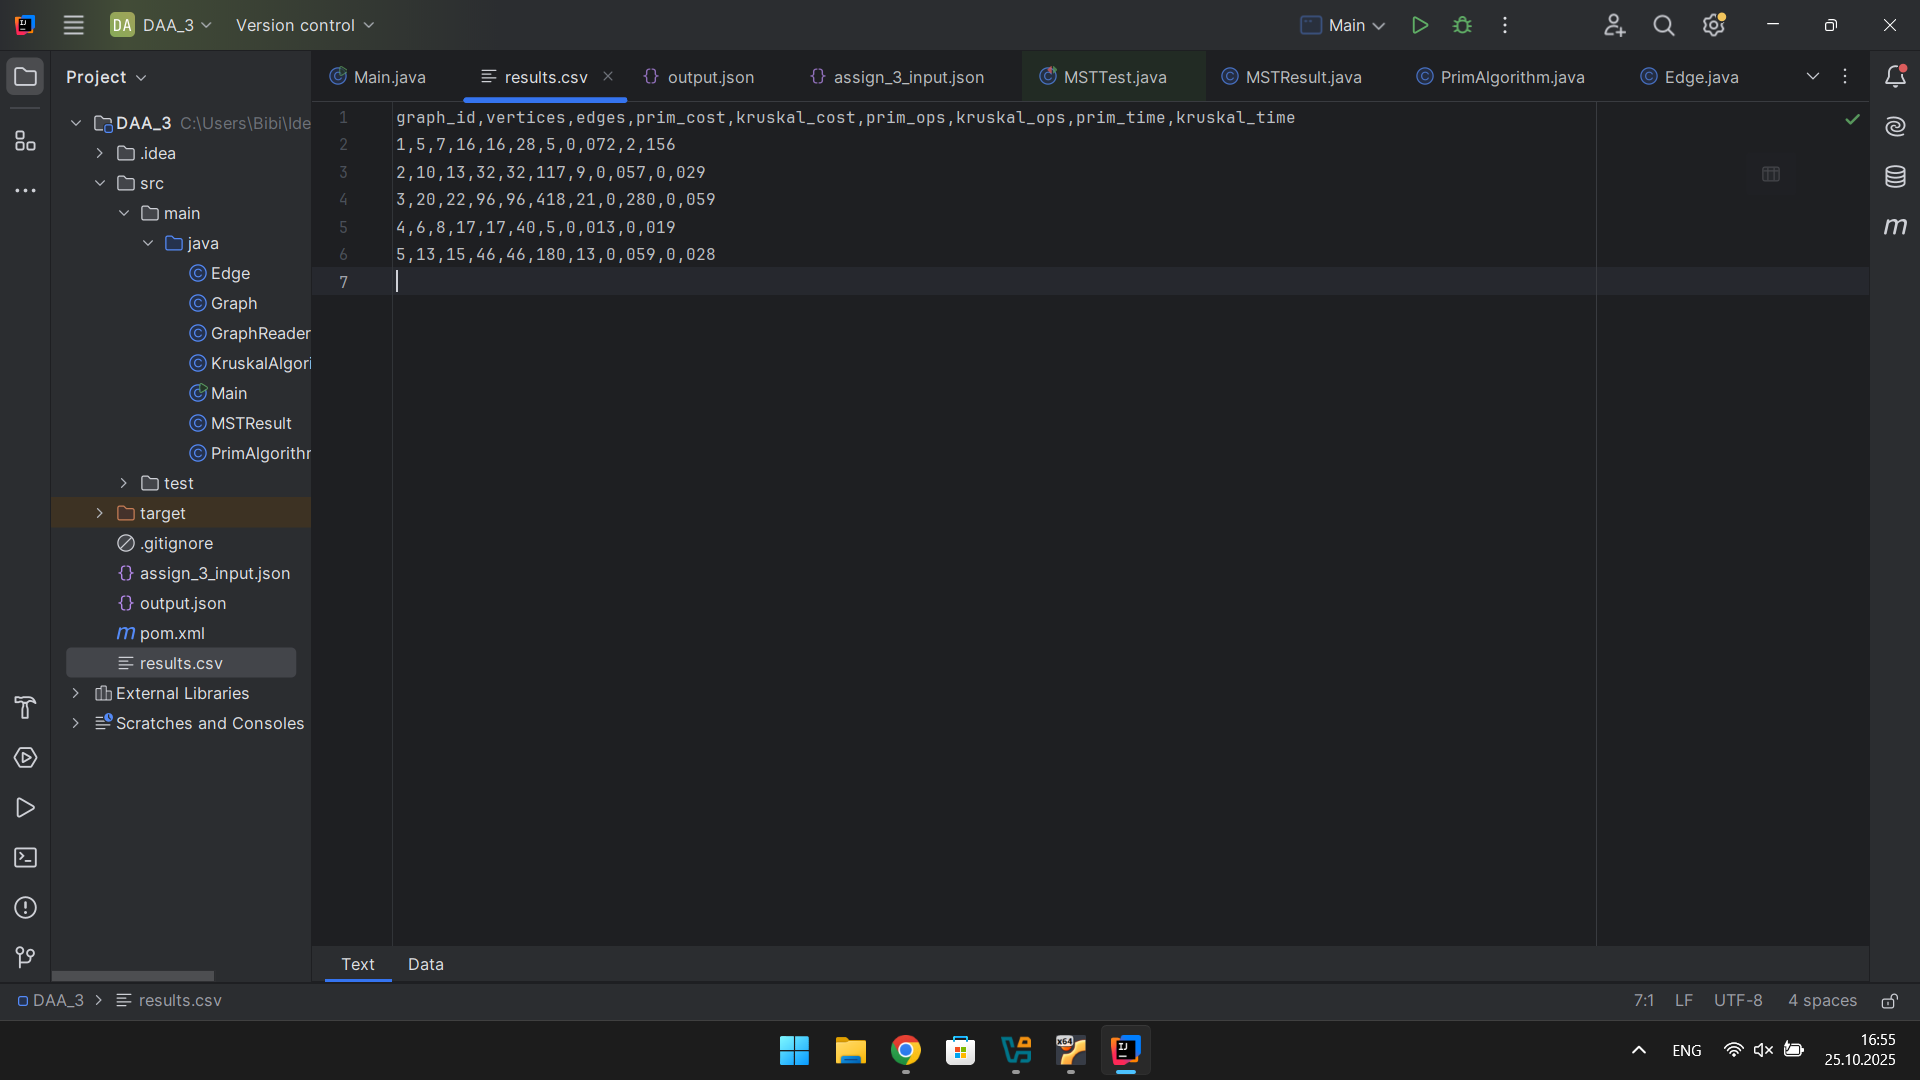 DA DAA_3 Version control Main
Project
Main.java results.csv output.json assign_3_input.json MSTTest.java MSTResult.java PrimAlgorithm.java Edge.java
DAA_3 C:\Users\Bibi\Ide
.idea
src
main
java
Edge
Graph
GraphReader
KruskalAlgori
Main
MSTResult
PrimAlgorithm
test
target
.gitignore
assign_3_input.json
output.json
pom.xml
results.csv
External Libraries
Scratches and Consoles
1 graph_id,vertices,edges,prim_cost,kruskal_cost,prim_ops,kruskal_ops,prim_time,kruskal_time
2 1,5,7,16,16,28,5,0,072,2,156
3 2,10,13,32,32,117,9,0,057,0,029
4 3,20,22,96,96,418,21,0,280,0,059
5 4,6,8,17,17,40,5,0,013,0,019
6 5,13,15,46,46,180,13,0,059,0,028
7
Text Data
DAA_3 results.csv
7:1 LF UTF-8 4 spaces
ENG
16:55
25.10.2025